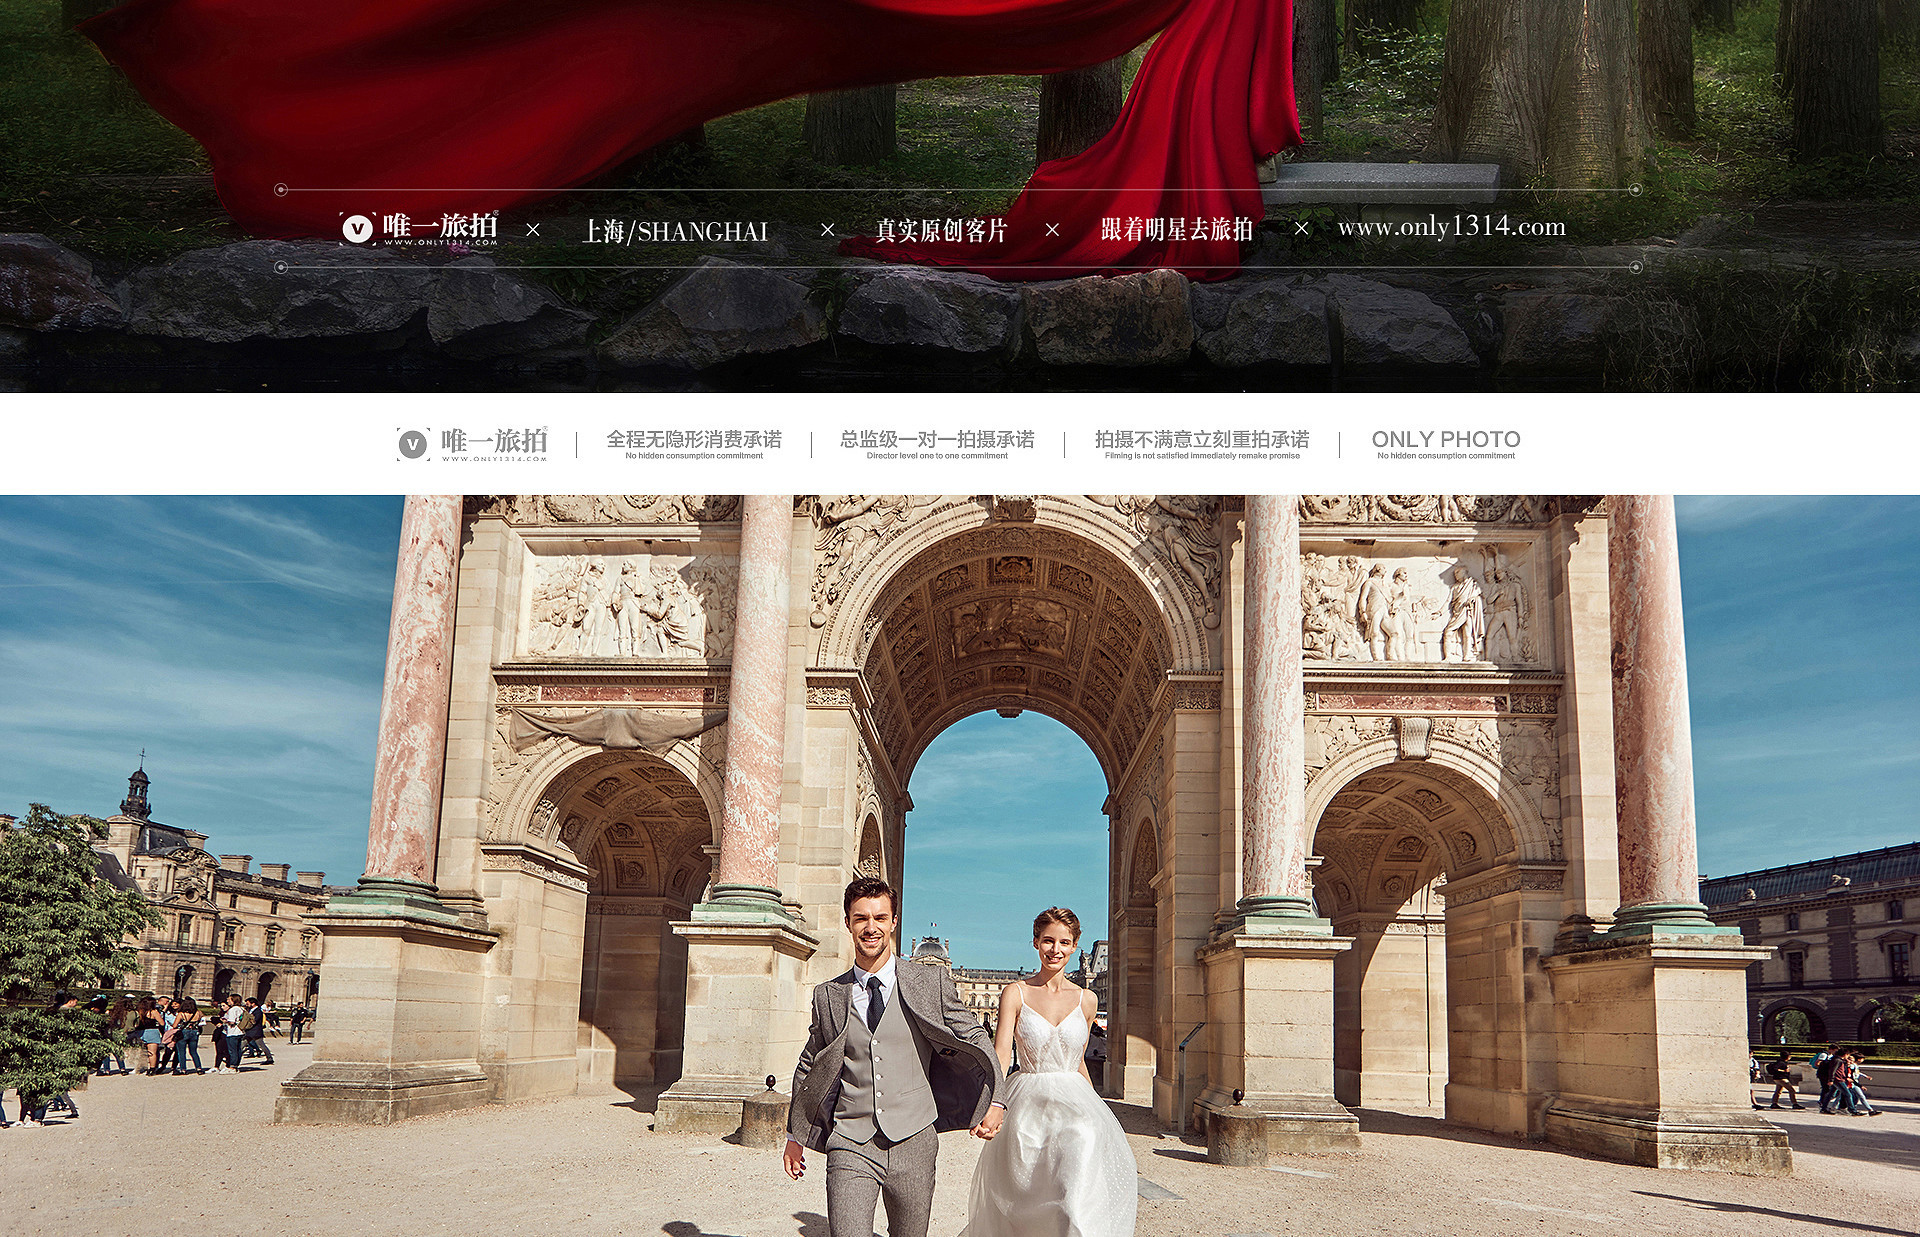 V 唯一旅拍®
WWW.ONLY1314.COM
× 上海/SHANGHAI × 真实原创客片 × 跟着明星去旅拍 × www.only1314.com
V 唯一旅拍®
WWW.ONLY1314.COM
全程无隐形消费承诺
No hidden consumption commitment
总监级一对一拍摄承诺
Director level one to one commitment
拍摄不满意立刻重拍承诺
Filming is not satisfied immediately remake promise
ONLY PHOTO
No hidden consumption commitment